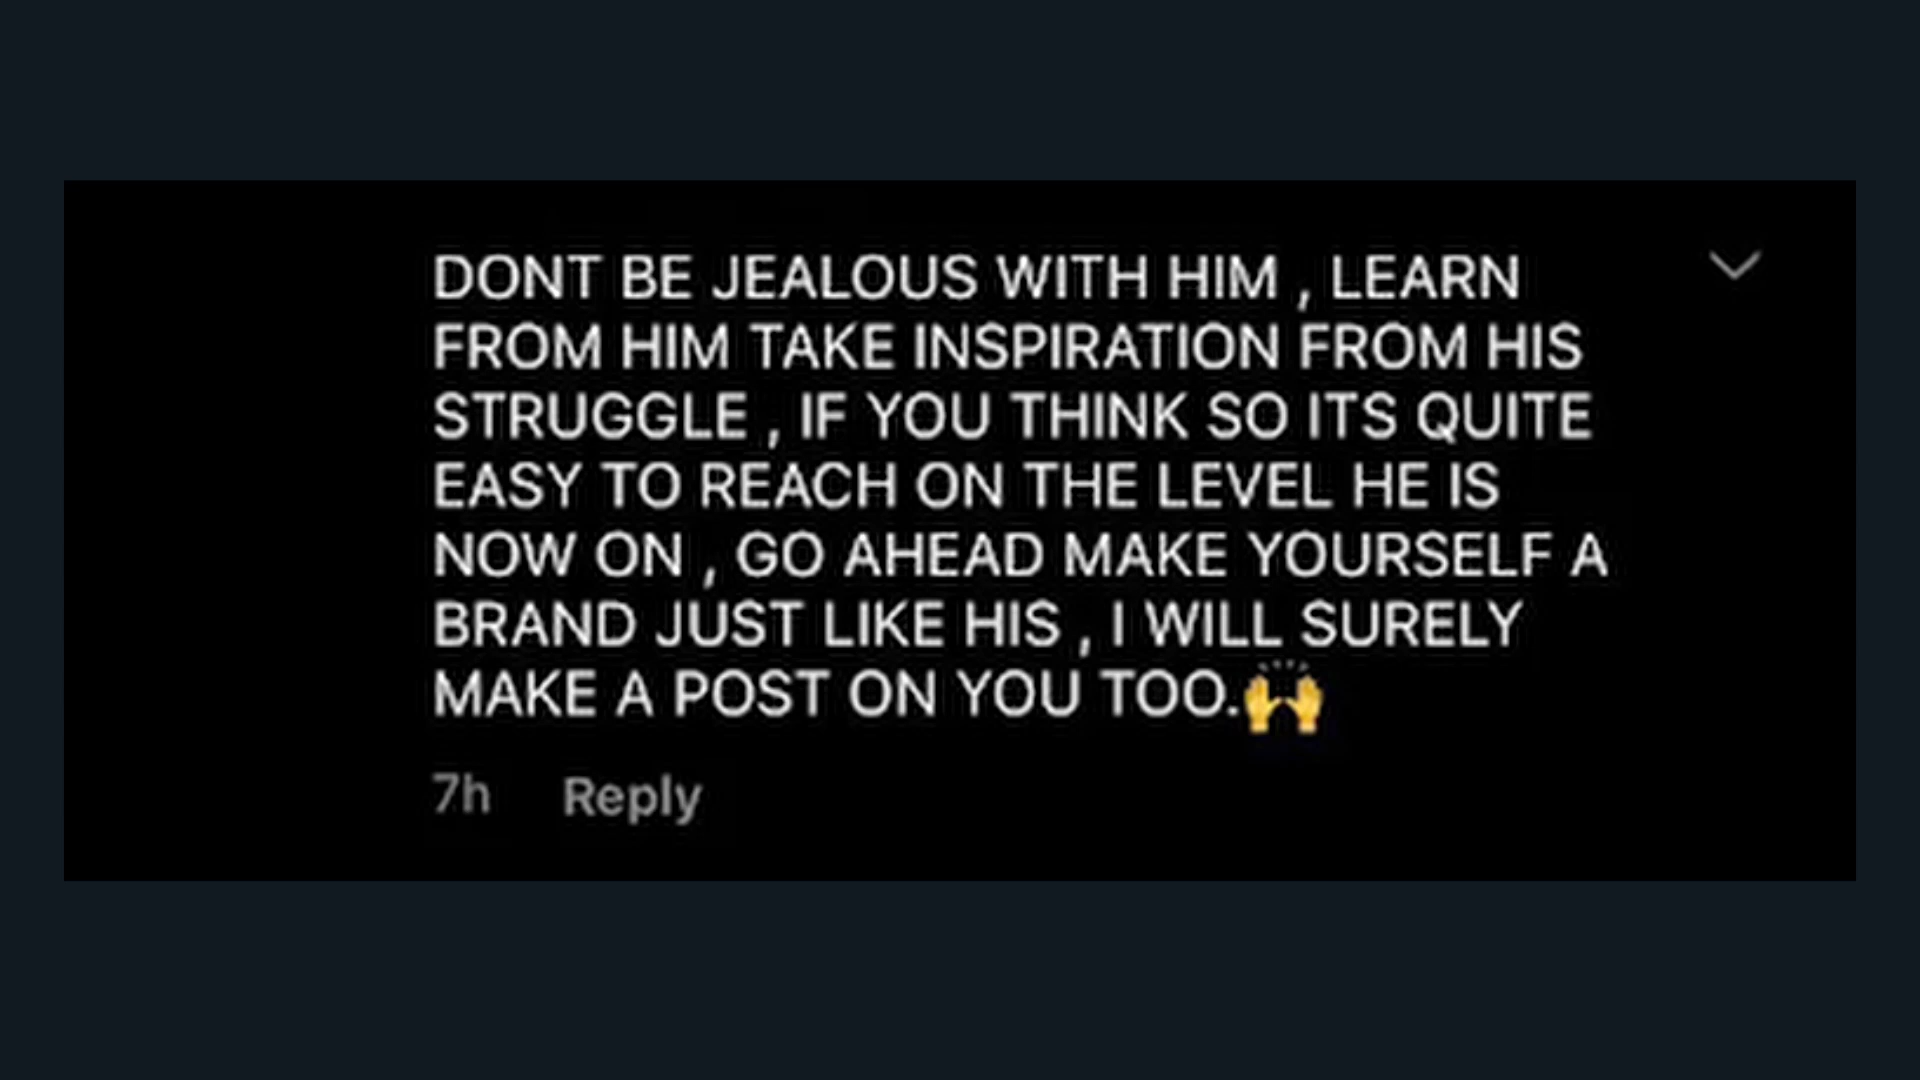 DONT BE JEALOUS WITH HIM , LEARN
FROM HIM TAKE INSPIRATION FROM HIS
STRUGGLE , IF YOU THINK SO ITS QUITE
EASY TO REACH ON THE LEVEL HE IS
NOW ON , GO AHEAD MAKE YOURSELF A
BRAND JUST LIKE HIS , I WILL SURELY
MAKE A POST ON YOU TOO.🙌
7h Reply